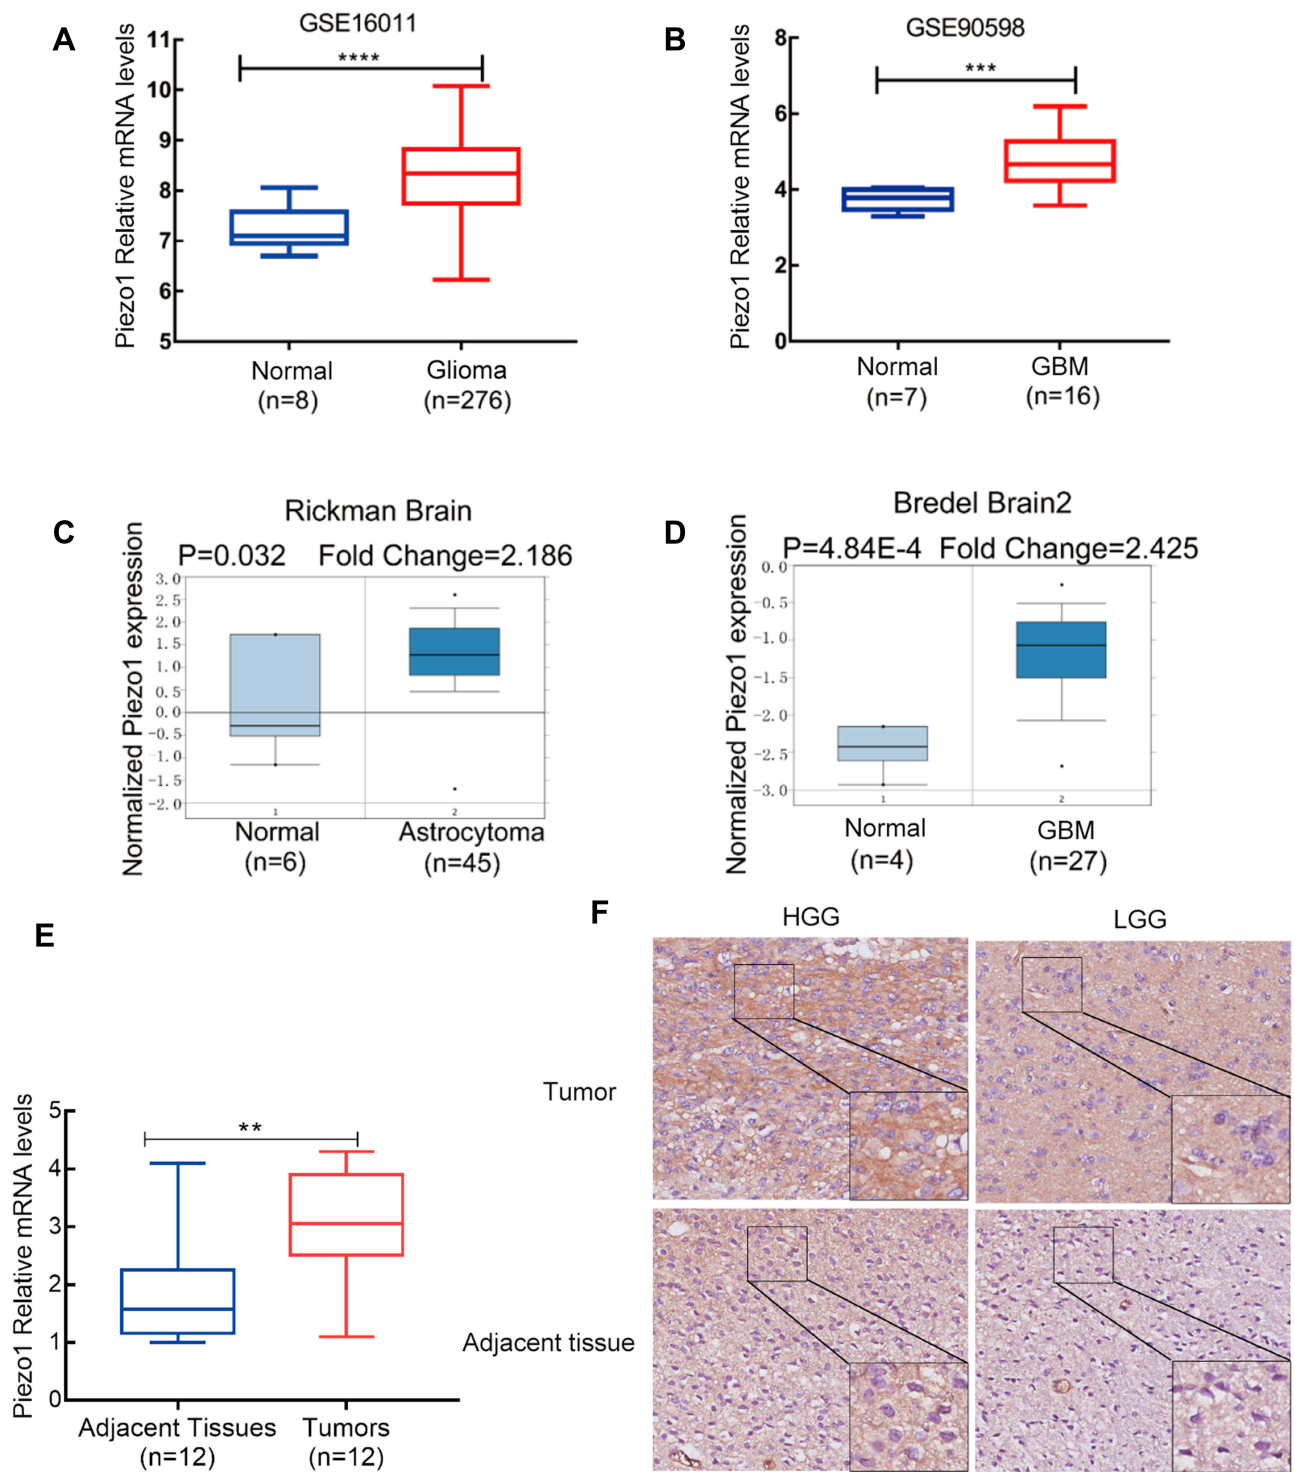 A
GSE16011
Piezo1 Relative mRNA levels
11
10
9
8
7
6
5
****
Normal
(n=8)
Glioma
(n=276)
B
GSE90598
Piezo1 Relative mRNA levels
8
6
4
2
0
***
Normal
(n=7)
GBM
(n=16)
C
Rickman Brain
P=0.032 Fold Change=2.186
Normalized Piezo1 expression
3.0
2.5
2.0
1.5
1.0
0.5
0.0
-0.5
1.0
-1.5
-2.0
1
2
Normal
(n=6)
Astrocytoma
(n=45)
D
Bredel Brain2
P=4.84E-4 Fold Change=2.425
Normalized Piezo1 expression
0.0
-0.5
-1.0
-1.5
-2.0
-2.5
-3.0
1
2
Normal
(n=4)
GBM
(n=27)
E
Piezo1 Relative mRNA levels
5
4
3
2
1
0
**
Adjacent Tissues
(n=12)
Tumors
(n=12)
F
HGG
LGG
Tumor
Adjacent tissue